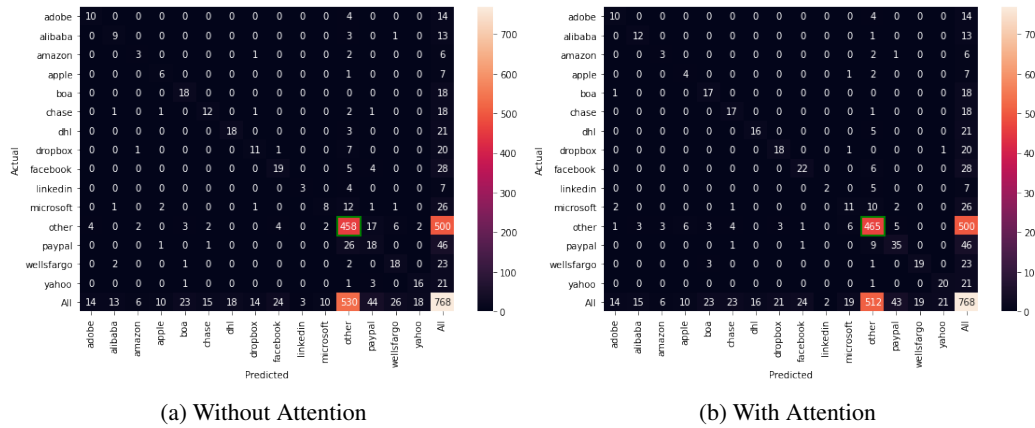 adobe 10 0 0 0 0 0 0 0 0 0 0 4 0 0 0 14
alibaba 0 9 0 0 0 0 0 0 0 0 0 3 0 1 0 13
amazon 0 0 3 0 0 0 0 1 0 0 0 2 0 0 0 6
apple 0 0 0 6 0 0 0 0 0 0 0 1 0 0 0 7
boa 0 0 0 0 18 0 0 0 0 0 0 0 0 0 0 18
chase 0 1 0 1 0 12 0 1 0 0 0 2 1 0 0 18
dhl 0 0 0 0 0 0 18 0 0 0 0 3 0 0 0 21
dropbox 0 0 1 0 0 0 0 11 1 0 0 7 0 0 0 20
facebook 0 0 0 0 0 0 0 0 19 0 0 5 4 0 0 28
linkedin 0 0 0 0 0 0 0 0 0 3 0 4 0 0 0 7
microsoft 0 1 0 2 0 0 0 0 0 0 8 12 1 1 0 26
other 4 0 2 0 3 2 0 0 4 0 2 458 17 6 2 500
paypal 0 0 0 1 0 1 0 0 0 0 0 26 18 0 0 46
wellsfargo 0 2 0 0 1 0 0 0 0 0 0 2 0 18 0 23
yahoo 0 0 0 0 1 0 0 0 0 0 0 1 3 0 16 21
All 14 13 6 10 23 15 18 14 24 3 10 530 44 26 18 768
adobe alibaba amazon apple boa chase dhl dropbox facebook linkedin microsoft other paypal wellsfargo yahoo All
Actual
Predicted
700
600
500
400
300
200
100
0
(a) Without Attention
adobe 10 0 0 0 0 0 0 0 0 0 0 4 0 0 0 14
alibaba 0 12 0 0 0 0 0 0 0 0 0 1 0 0 0 13
amazon 0 0 3 0 0 0 0 0 0 0 0 2 1 0 0 6
apple 0 0 0 4 0 0 0 0 0 0 1 2 0 0 0 7
boa 1 0 0 0 17 0 0 0 0 0 0 0 0 0 0 18
chase 0 0 0 0 0 17 0 0 0 0 0 1 0 0 0 18
dhl 0 0 0 0 0 0 16 0 0 0 0 5 0 0 0 21
dropbox 0 0 0 0 0 0 0 18 0 0 1 0 0 0 1 20
facebook 0 0 0 0 0 0 0 0 22 0 0 6 0 0 0 28
linkedin 0 0 0 0 0 0 0 0 0 2 0 5 0 0 0 7
microsoft 2 0 0 0 0 1 0 0 0 0 11 10 2 0 0 26
other 1 3 3 6 3 4 0 3 1 0 6 465 5 0 0 500
paypal 0 0 0 0 0 1 0 0 1 0 0 9 35 0 0 46
wellsfargo 0 0 0 0 3 0 0 0 0 0 0 1 0 19 0 23
yahoo 0 0 0 0 0 0 0 0 0 0 0 1 0 0 20 21
All 14 15 6 10 23 23 16 21 24 2 19 512 43 19 21 768
adobe alibaba amazon apple boa chase dhl dropbox facebook linkedin microsoft other paypal wellsfargo yahoo All
Actual
Predicted
700
600
500
400
300
200
100
0
(b) With Attention